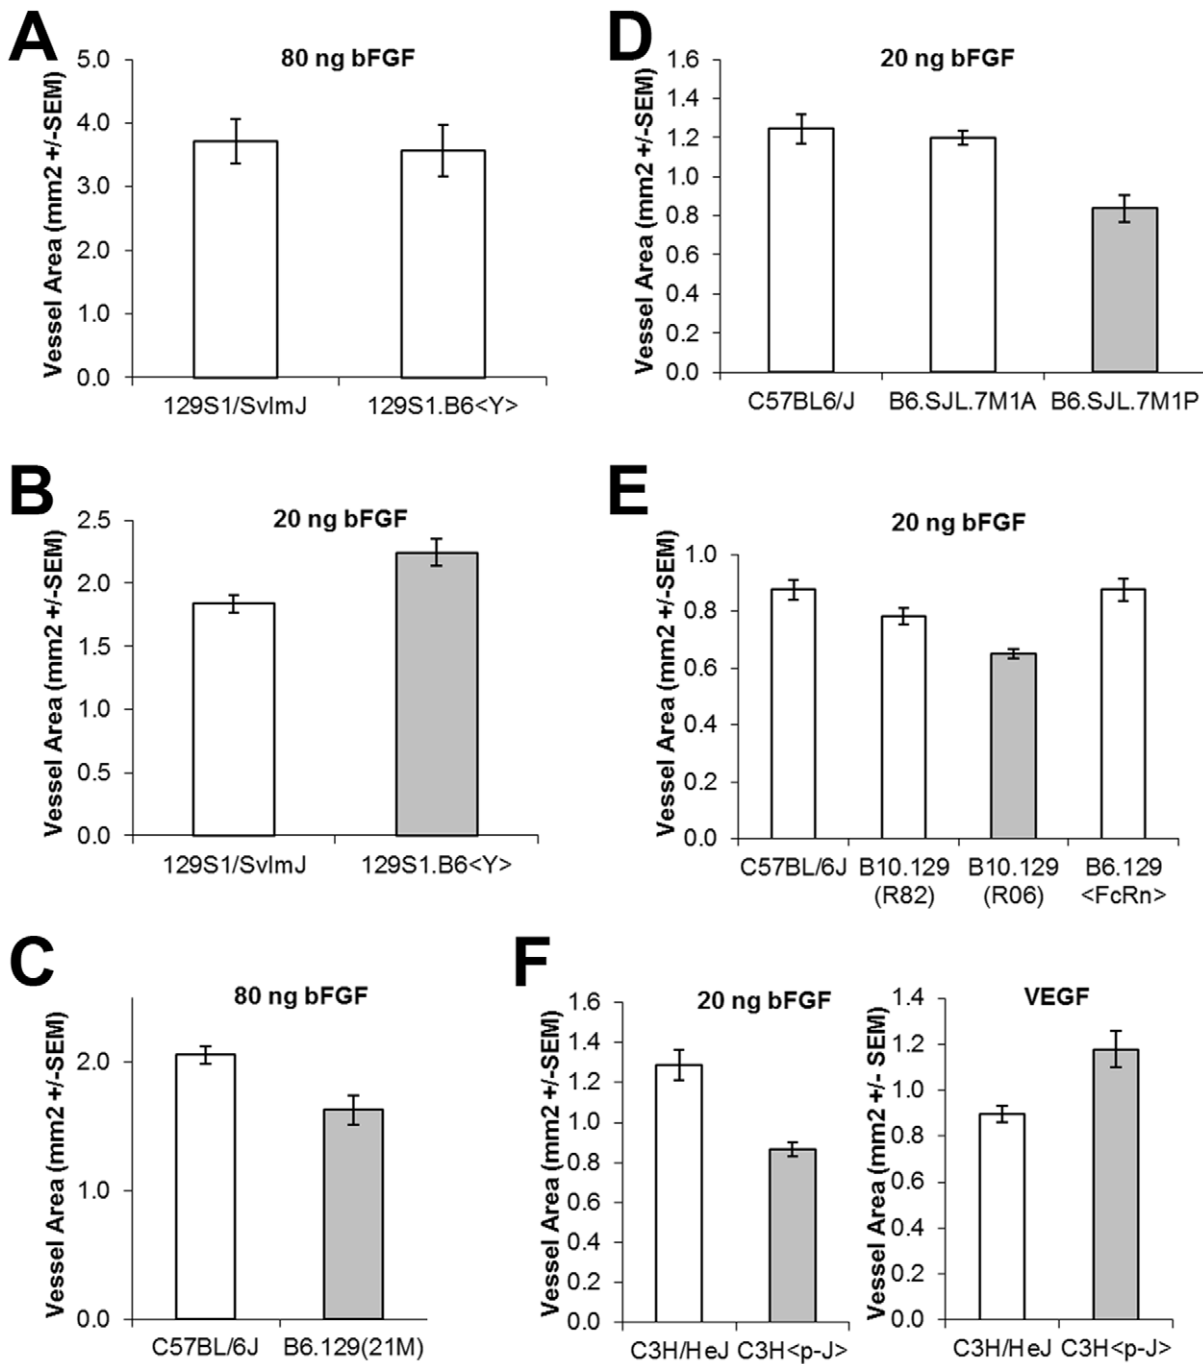 A
80 ng bFGF
Vessel Area (mm2 +/-SEM)
5.0
4.0
3.0
2.0
1.0
0.0
129S1/SvImJ
129S1.B6<Y>
B
20 ng bFGF
Vessel Area (mm2 +/-SEM)
2.5
2.0
1.5
1.0
0.5
0.0
129S1/SvImJ
129S1.B6<Y>
C
80 ng bFGF
Vessel Area (mm2 +/-SEM)
2.0
1.0
0.0
C57BL/6J
B6.129(21M)
D
20 ng bFGF
Vessel Area (mm2 +/-SEM)
1.6
1.4
1.2
1.0
0.8
0.6
0.4
0.2
0.0
C57BL6/J
B6.SJL.7M1A
B6.SJL.7M1P
E
20 ng bFGF
Vessel Area (mm2 +/-SEM)
1.0
0.8
0.6
0.4
0.2
0.0
C57BL/6J
B10.129
(R82)
B10.129
(R06)
B6.129
<FcRn>
F
20 ng bFGF
Vessel Area (mm2 +/-SEM)
1.6
1.4
1.2
1.0
0.8
0.6
0.4
0.2
0.0
C3H/HeJ
C3H<p-J>
VEGF
Vessel Area (mm2 +/- SEM)
1.4
1.2
1.0
0.8
0.6
0.4
0.2
0.0
C3H/HeJ
C3H<p-J>